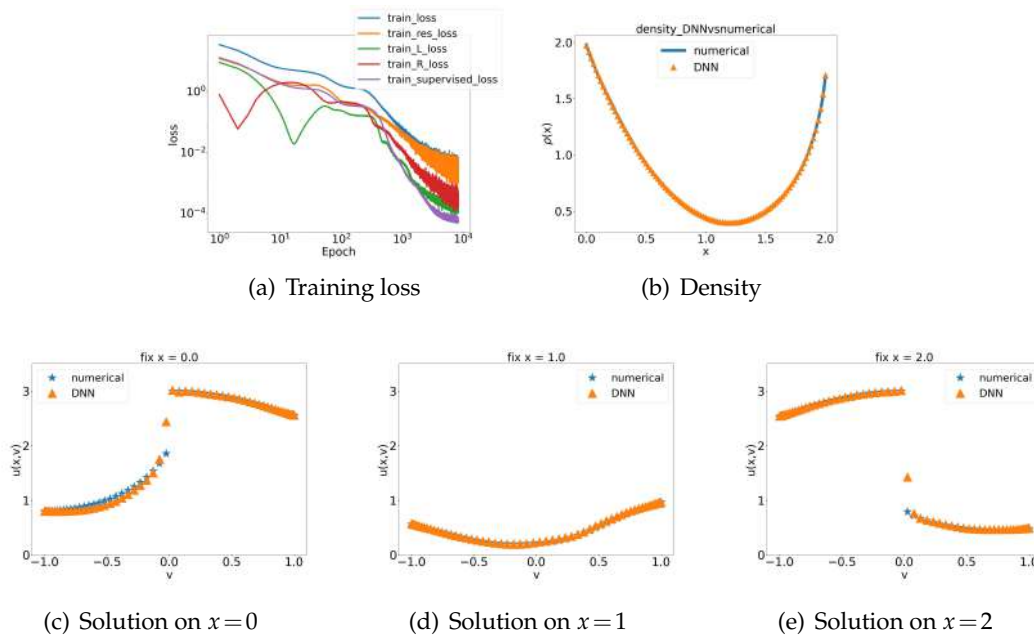 train_loss
train_res_loss
train_L_loss
train_R_loss
train_supervised_loss
loss
10^0
10^-2
10^-4
10^0 10^1 10^2 10^3 10^4
Epoch
(a) Training loss
density_DNNvsnumerical
numerical
DNN
ρ(x)
2.0
1.5
1.0
0.5
0.0 0.5 1.0 1.5 2.0
x
(b) Density
fix x = 0.0
numerical
DNN
u(x,v)
3
2
1
0
−1.0 −0.5 0.0 0.5 1.0
v
(c) Solution on x=0
fix x = 1.0
numerical
DNN
u(x,v)
3
2
1
0
−1.0 −0.5 0.0 0.5 1.0
v
(d) Solution on x=1
fix x = 2.0
numerical
DNN
u(x,v)
3
2
1
0
−1.0 −0.5 0.0 0.5 1.0
v
(e) Solution on x=2